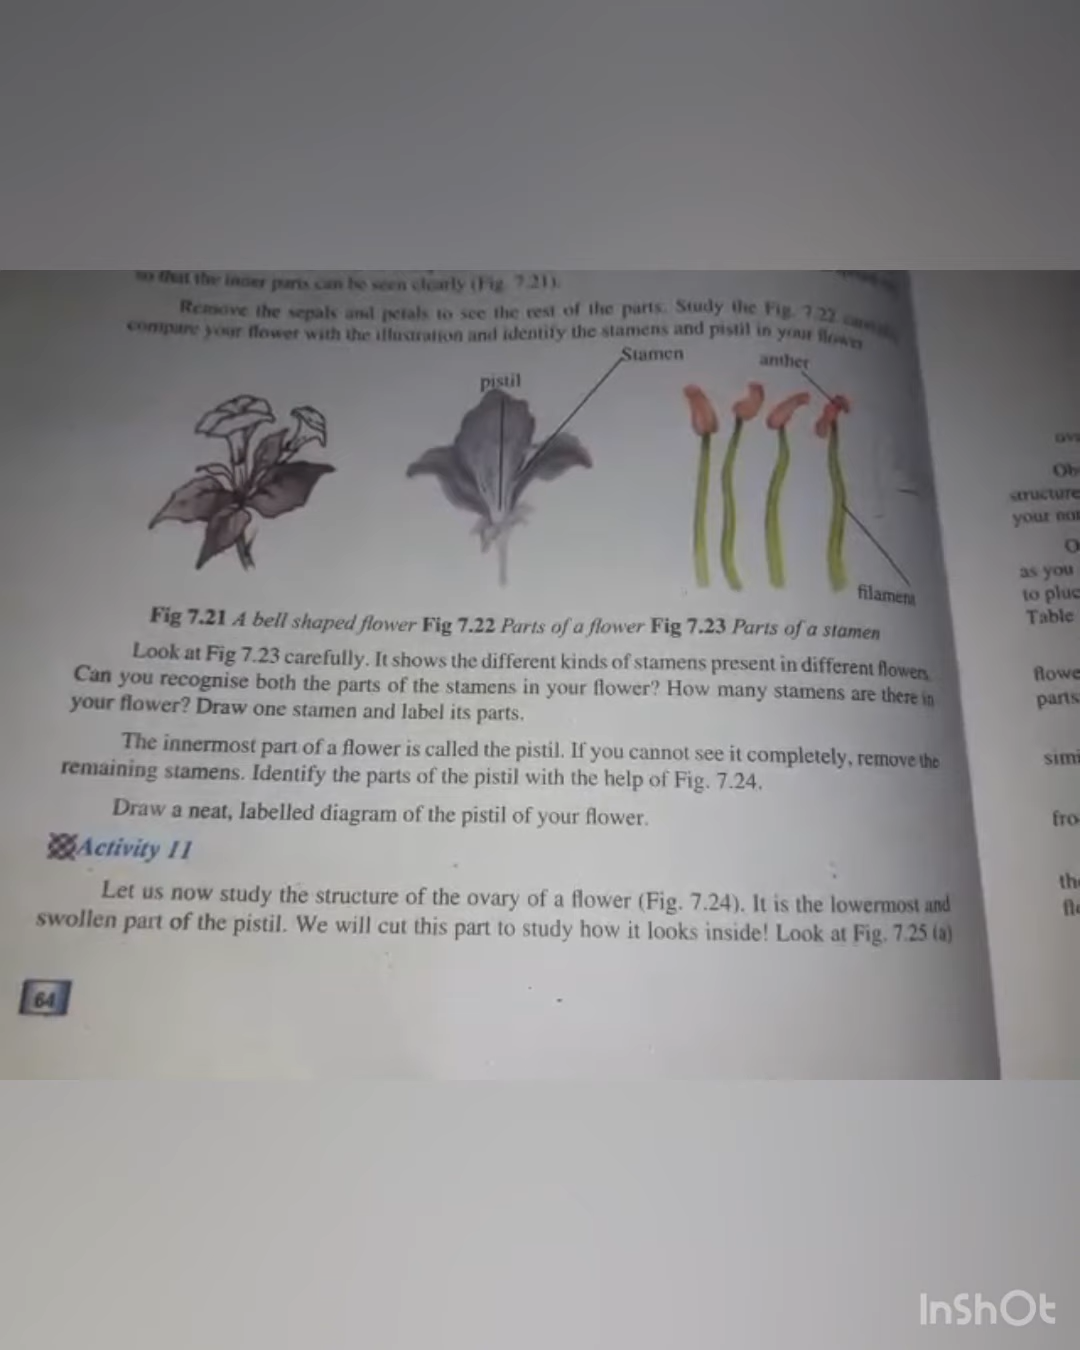 so that the inner parts can be seen clearly (Fig. 7.21).
Remove the sepals and petals to see the rest of the parts. Study the Fig. 7.22
compare your flower with the illustration and identify the stamens and pistil in your flower
Stamen
anther
pistil
filament
Fig 7.21 A bell shaped flower Fig 7.22 Parts of a flower Fig 7.23 Parts of a stamen
Look at Fig 7.23 carefully. It shows the different kinds of stamens present in different flowers.
Can you recognise both the parts of the stamens in your flower? How many stamens are there in
your flower? Draw one stamen and label its parts.
The innermost part of a flower is called the pistil. If you cannot see it completely, remove the
remaining stamens. Identify the parts of the pistil with the help of Fig. 7.24.
Draw a neat, labelled diagram of the pistil of your flower.
Activity 11
Let us now study the structure of the ovary of a flower (Fig. 7.24). It is the lowermost and
swollen part of the pistil. We will cut this part to study how it looks inside! Look at Fig. 7.25 (a)
64
structure
your
as you
to
Table
parts
InShOt